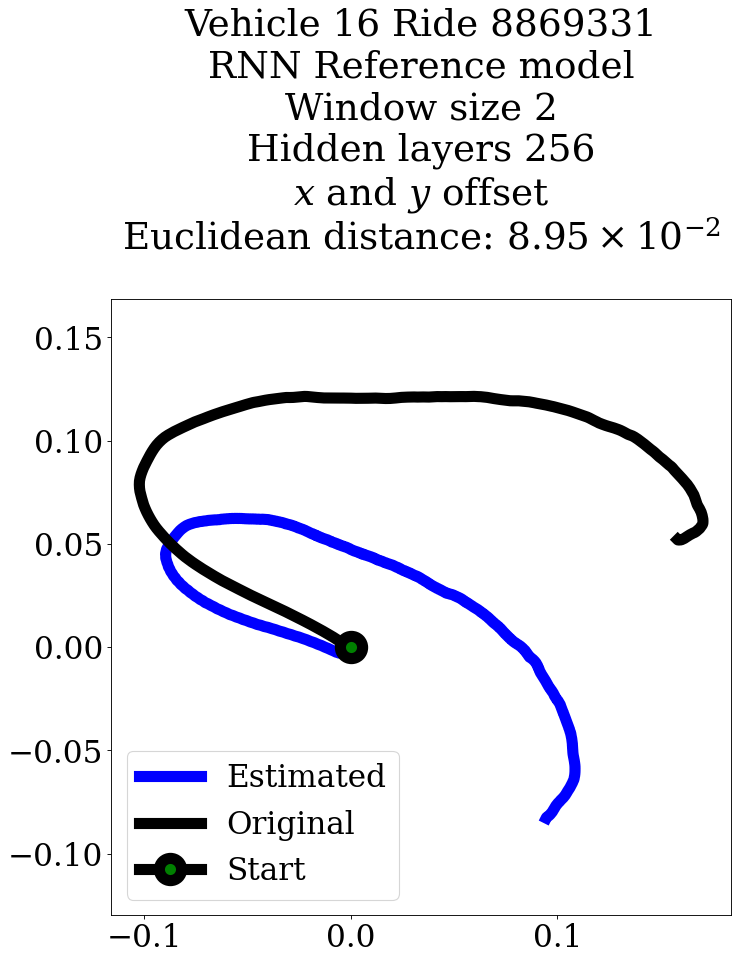 Vehicle 16 Ride 8869331
RNN Reference model
Window size 2
Hidden layers 256
x and y offset
Euclidean distance: 8.95 × 10⁻²
0.15
0.10
0.05
0.00
−0.05
−0.10
Estimated
Original
Start
−0.1 0.0 0.1